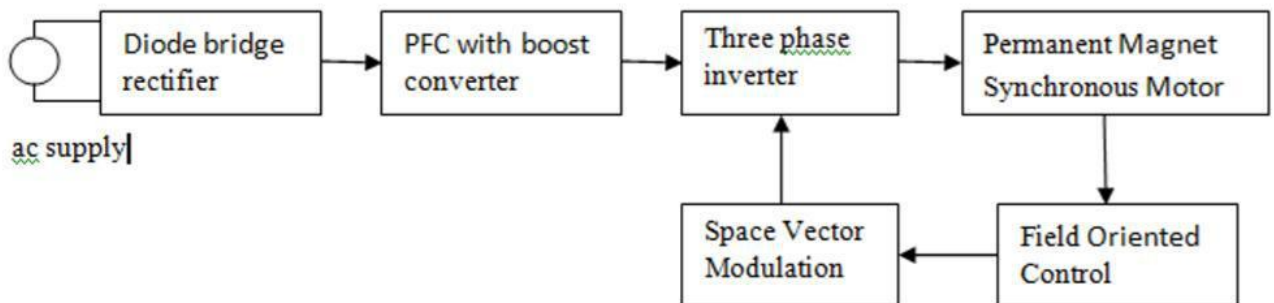 Diode bridge
rectifier
PFC with boost
converter
Three phase
inverter
Permanent Magnet
Synchronous Motor
ac supply
Space Vector
Modulation
Field Oriented
Control